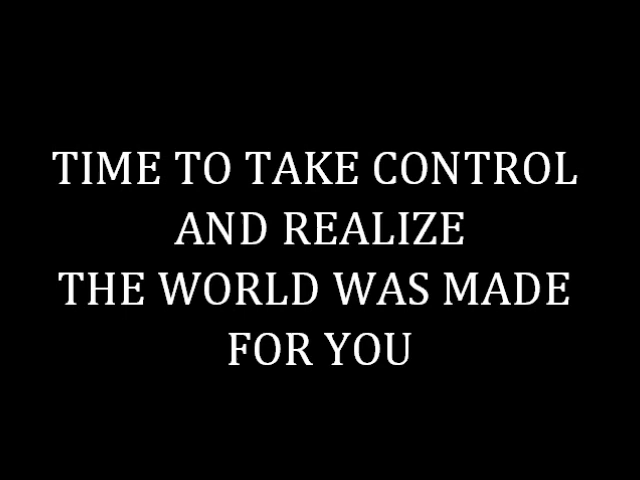 TIME TO TAKE CONTROL
AND REALIZE
THE WORLD WAS MADE
FOR YOU